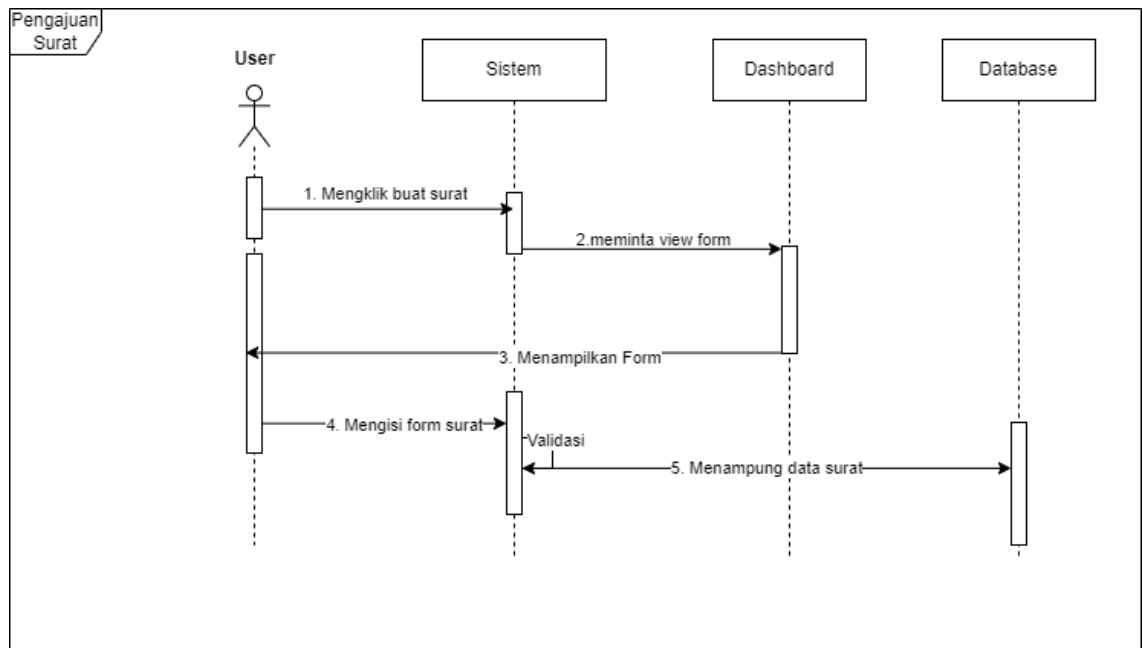 Pengajuan
Surat
User
Sistem
Dashboard
Database
1. Mengklik buat surat
2.meminta view form
3. Menampilkan Form
4. Mengisi form surat
Validasi
5. Menampung data surat